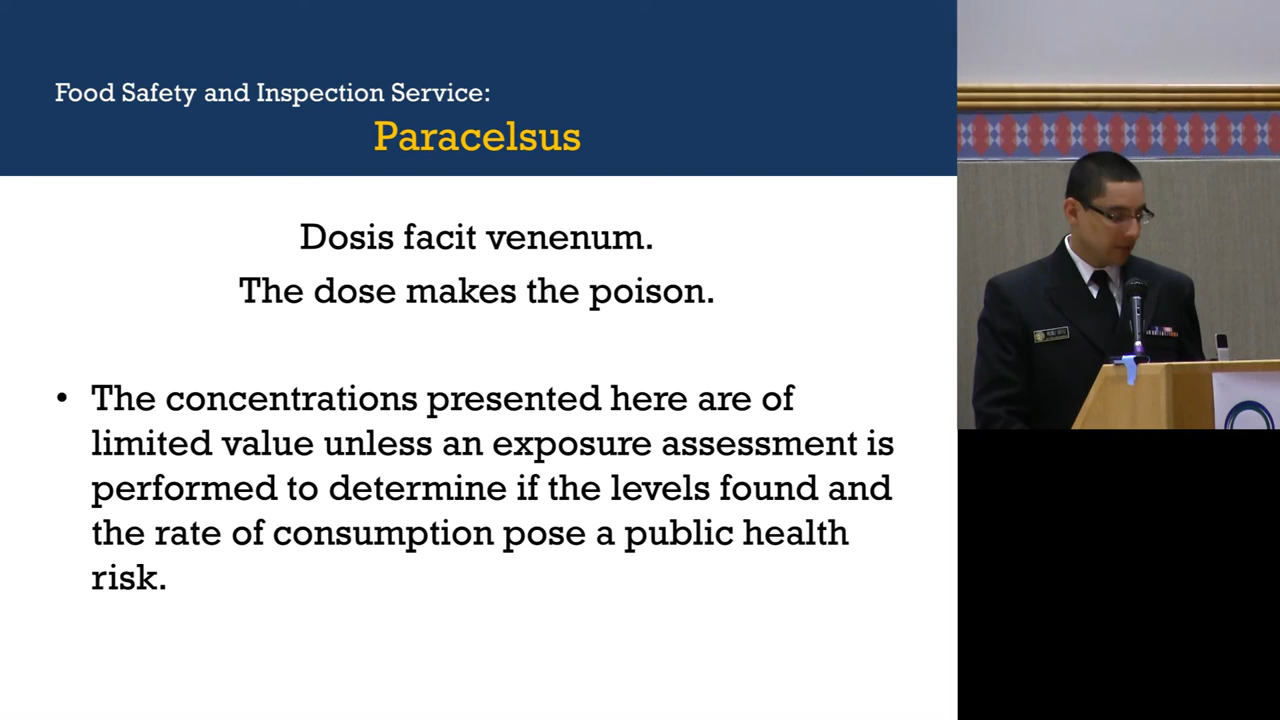 Food Safety and Inspection Service:
Paracelsus
Dosis facit venenum.
The dose makes the poison.
• The concentrations presented here are of
limited value unless an exposure assessment is
performed to determine if the levels found and
the rate of consumption pose a public health
risk.